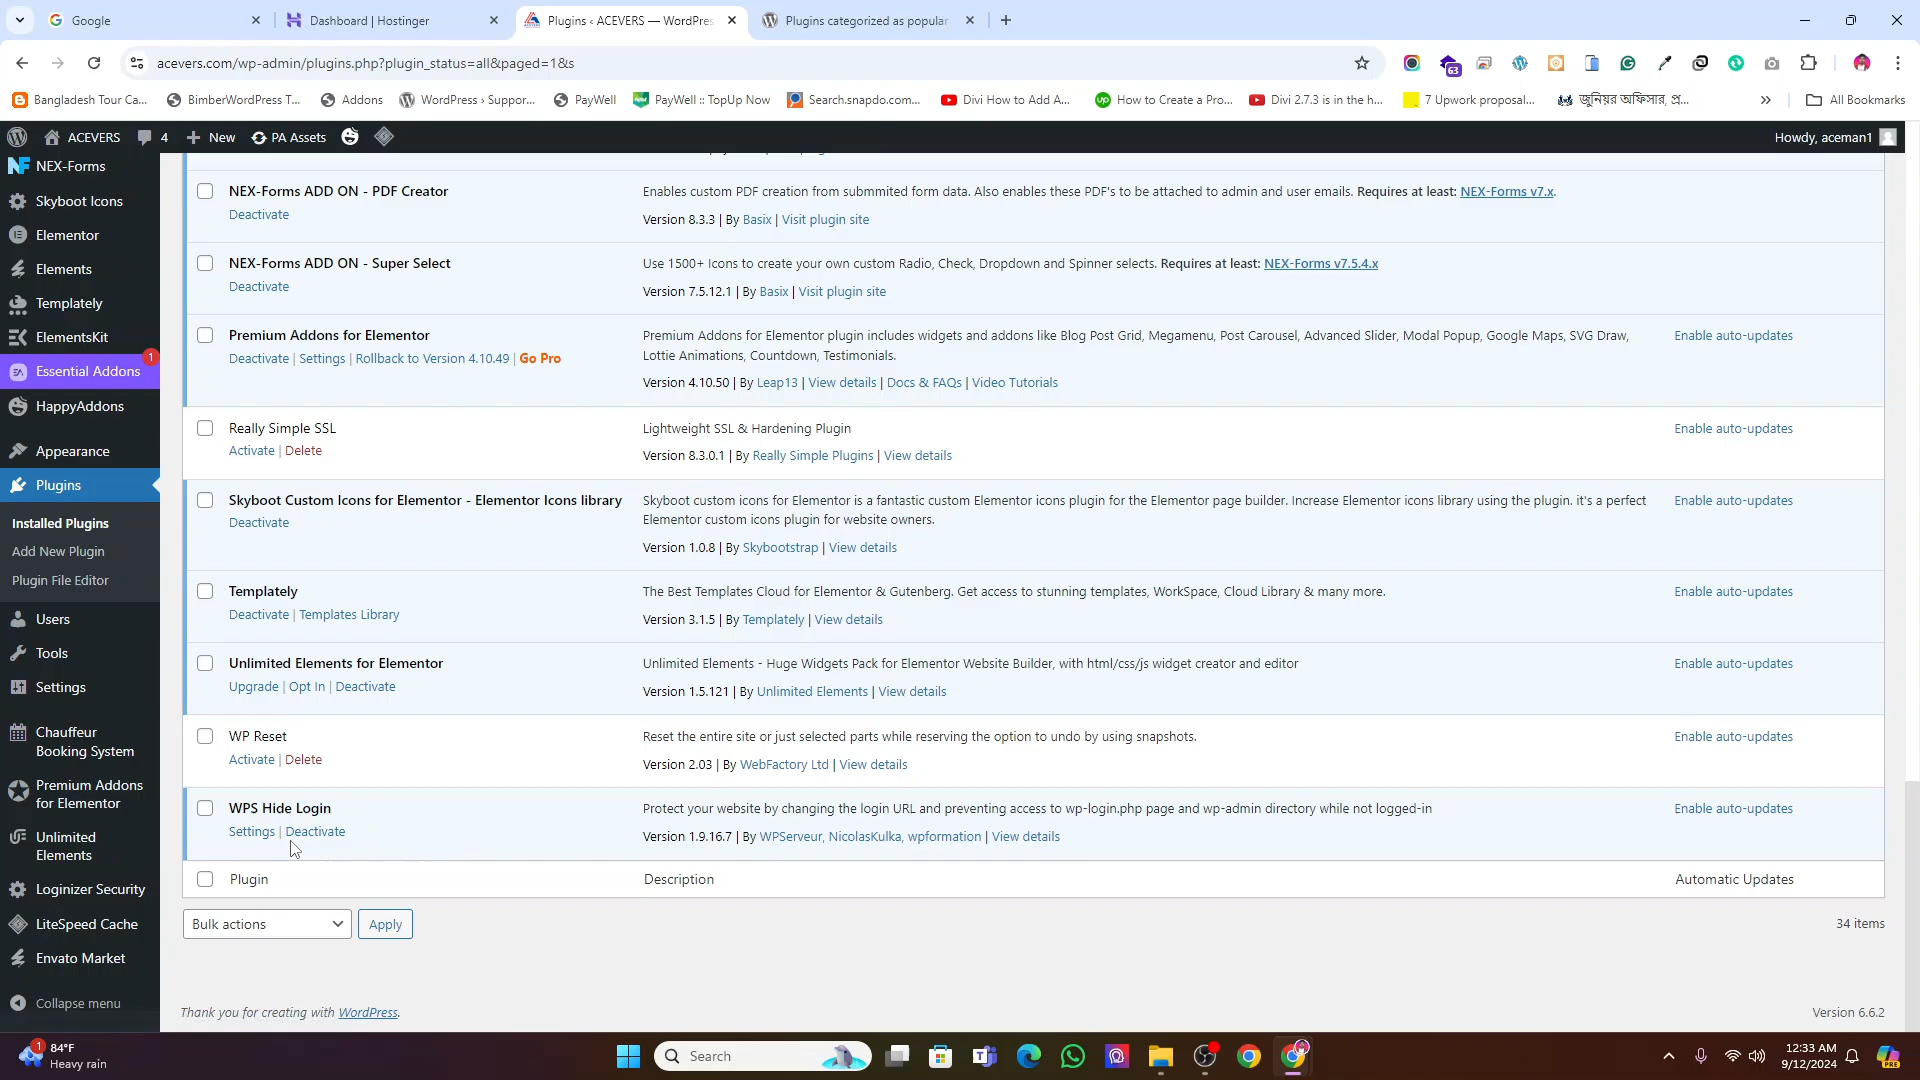 Google
Dashboard | Hostinger
Plugins ‹ ACEVERS — WordPres
Plugins categorized as popular
acevers.com/wp-admin/plugins.php?plugin_status=all&paged=1&s
63
Bangladesh Tour Ca...
BimberWordPress T...
Addons
WordPress › Suppor...
PayWell
PayWell :: TopUp Now
Search.snapdo.com...
Divi How to Add A...
How to Create a Pro...
Divi 2.7.3 is in the h...
7 Upwork proposal...
জুনিয়র অফিসার, প্র...
All Bookmarks
ACEVERS
4
New
PA Assets
Howdy, aceman1
NEX-Forms
Skyboot Icons
Elementor
Elements
Templately
ElementsKit
Essential Addons
1
HappyAddons
Appearance
Plugins
Installed Plugins
Add New Plugin
Plugin File Editor
Users
Tools
Settings
Chauffeur
Booking System
Premium Addons
for Elementor
Unlimited
Elements
Loginizer Security
LiteSpeed Cache
Envato Market
Collapse menu
NEX-Forms ADD ON - PDF Creator
Deactivate
Enables custom PDF creation from submmited form data. Also enables these PDF's to be attached to admin and user emails. Requires at least: NEX-Forms v7.x.
Version 8.3.3 | By Basix | Visit plugin site
NEX-Forms ADD ON - Super Select
Deactivate
Use 1500+ Icons to create your own custom Radio, Check, Dropdown and Spinner selects. Requires at least: NEX-Forms v7.5.4.x
Version 7.5.12.1 | By Basix | Visit plugin site
Premium Addons for Elementor
Deactivate | Settings | Rollback to Version 4.10.49 | Go Pro
Premium Addons for Elementor plugin includes widgets and addons like Blog Post Grid, Megamenu, Post Carousel, Advanced Slider, Modal Popup, Google Maps, SVG Draw,
Lottie Animations, Countdown, Testimonials.
Version 4.10.50 | By Leap13 | View details | Docs & FAQs | Video Tutorials
Enable auto-updates
Really Simple SSL
Activate | Delete
Lightweight SSL & Hardening Plugin
Version 8.3.0.1 | By Really Simple Plugins | View details
Enable auto-updates
Skyboot Custom Icons for Elementor - Elementor Icons library
Deactivate
Skyboot custom icons for Elementor is a fantastic custom Elementor icons plugin for the Elementor page builder. Increase Elementor icons library using the plugin. it's a perfect
Elementor custom icons plugin for website owners.
Version 1.0.8 | By Skybootstrap | View details
Enable auto-updates
Templately
Deactivate | Templates Library
The Best Templates Cloud for Elementor & Gutenberg. Get access to stunning templates, WorkSpace, Cloud Library & many more.
Version 3.1.5 | By Templately | View details
Enable auto-updates
Unlimited Elements for Elementor
Upgrade | Opt In | Deactivate
Unlimited Elements - Huge Widgets Pack for Elementor Website Builder, with html/css/js widget creator and editor
Version 1.5.121 | By Unlimited Elements | View details
Enable auto-updates
WP Reset
Activate | Delete
Reset the entire site or just selected parts while reserving the option to undo by using snapshots.
Version 2.03 | By WebFactory Ltd | View details
Enable auto-updates
WPS Hide Login
Settings | Deactivate
Protect your website by changing the login URL and preventing access to wp-login.php page and wp-admin directory while not logged-in
Version 1.9.16.7 | By WPServeur, NicolasKulka, wpformation | View details
Enable auto-updates
Plugin
Description
Automatic Updates
Bulk actions
Apply
34 items
Thank you for creating with WordPress.
Version 6.6.2
1
84°F
Heavy rain
Search
12:33 AM
9/12/2024